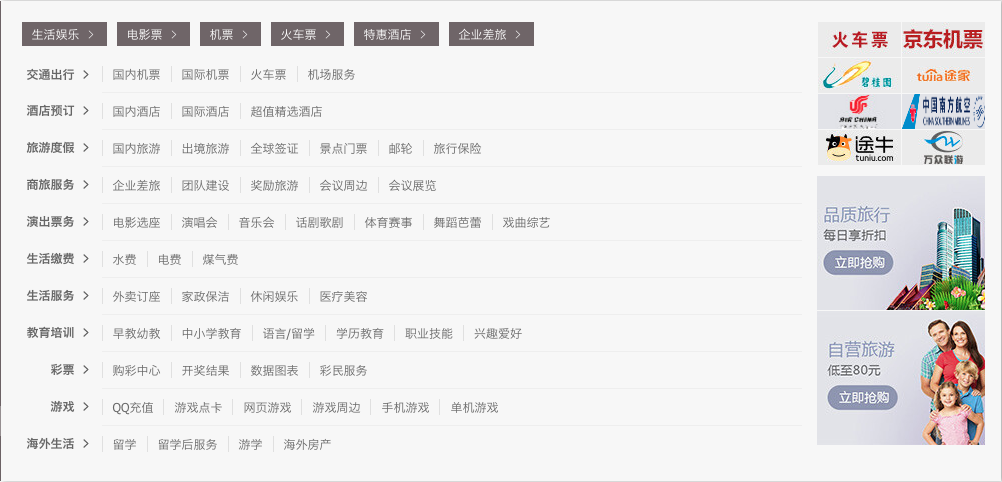 生活娱乐 > 电影票 > 机票 > 火车票 > 特惠酒店 > 企业差旅 >
交通出行 > 国内机票 国际机票 火车票 机场服务
酒店预订 > 国内酒店 国际酒店 超值精选酒店
旅游度假 > 国内旅游 出境旅游 全球签证 景点门票 邮轮 旅行保险
商旅服务 > 企业差旅 团队建设 奖励旅游 会议周边 会议展览
演出票务 > 电影选座 演唱会 音乐会 话剧歌剧 体育赛事 舞蹈芭蕾 戏曲综艺
生活缴费 > 水费 电费 煤气费
生活服务 > 外卖订座 家政保洁 休闲娱乐 医疗美容
教育培训 > 早教幼教 中小学教育 语言/留学 学历教育 职业技能 兴趣爱好
彩票 > 购彩中心 开奖结果 数据图表 彩民服务
游戏 > QQ充值 游戏点卡 网页游戏 游戏周边 手机游戏 单机游戏
海外生活 > 留学 留学后服务 游学 海外房产
火车票 京东机票
碧桂园 tujia途家
AIR CHINA 中国南方航空
CHINA SOUTHERN AIRLINES
途牛
tuniu.com 万众联游
品质旅行
每日享折扣
立即抢购
自营旅游
低至80元
立即抢购